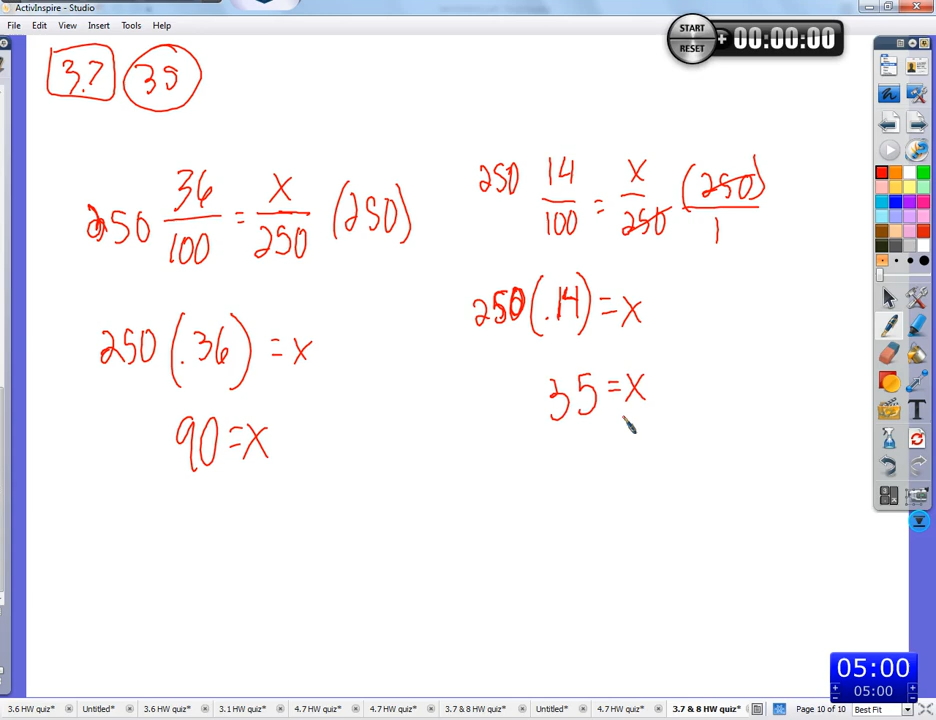 ActivInspire - Studio
File Edit View Insert Tools Help
START
RESET
+ 00:00:00
3.7 38
250 36/100 = x/250 (250)
250 (.36) = x
90 = x
250 14/100 = x/250 (250)/1
250 (.14) = x
35 = x
05:00
05:00
3.6 HW quiz* Untitled* 3.6 HW quiz* 3.1 HW quiz* 4.7 HW quiz* 4.7 HW quiz* 3.7 & 8 HW quiz* Untitled* 4.7 HW quiz* 3.7 & 8 HW quiz* Page 10 of 10 Best Fit